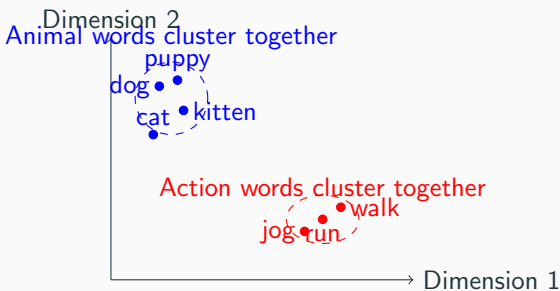 Dimension 2
Animal words cluster together
puppy
dog
kitten
cat
Action words cluster together
walk
jog
run
Dimension 1